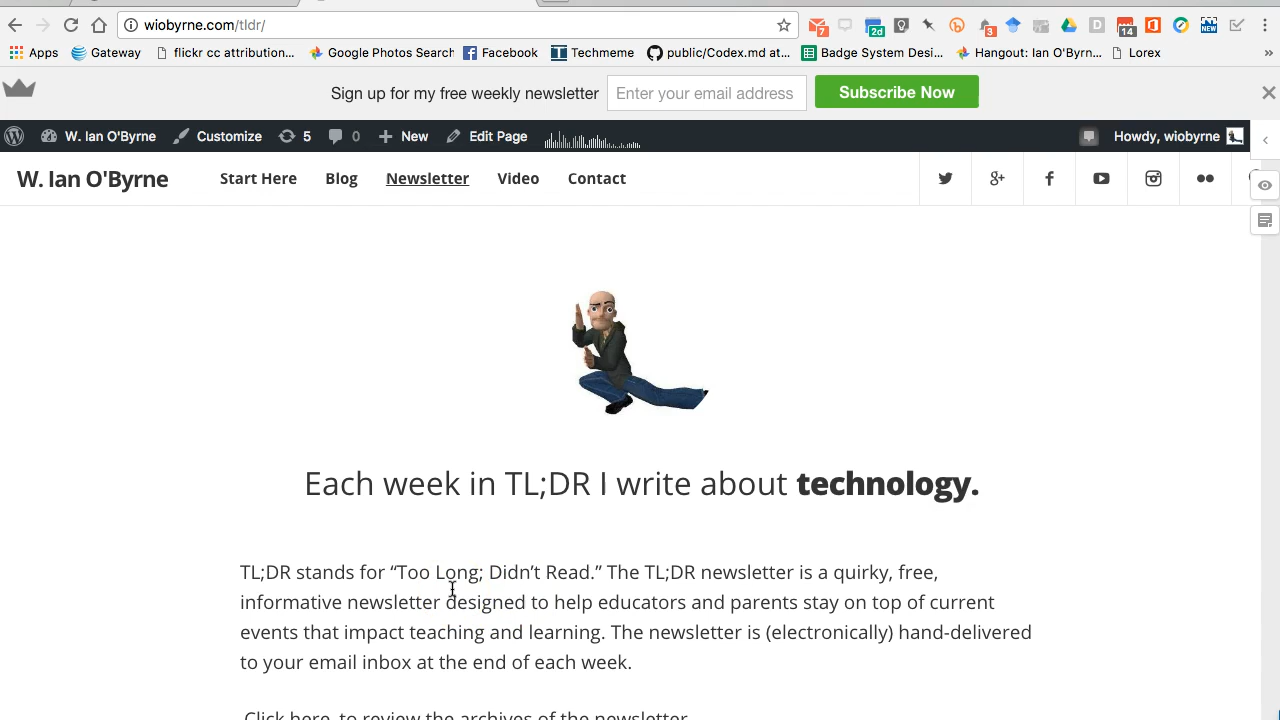 wiobyrne.com/tldr/
7
2d
3
D
14
NEW
Apps Gateway flickr cc attribution... Google Photos Search Facebook Techmeme public/Codex.md at... Badge System Desi... Hangout: Ian O'Byrn... Lorex »
Sign up for my free weekly newsletter Enter your email address Subscribe Now
W. Ian O'Byrne Customize 5 0 New Edit Page Howdy, wiobyrne
W. Ian O'Byrne Start Here Blog Newsletter Video Contact
Each week in TL;DR I write about technology.
TL;DR stands for “Too Long; Didn’t Read.” The TL;DR newsletter is a quirky, free,
informative newsletter designed to help educators and parents stay on top of current
events that impact teaching and learning. The newsletter is (electronically) hand-delivered
to your email inbox at the end of each week.
Click here to review the archives of the newsletter